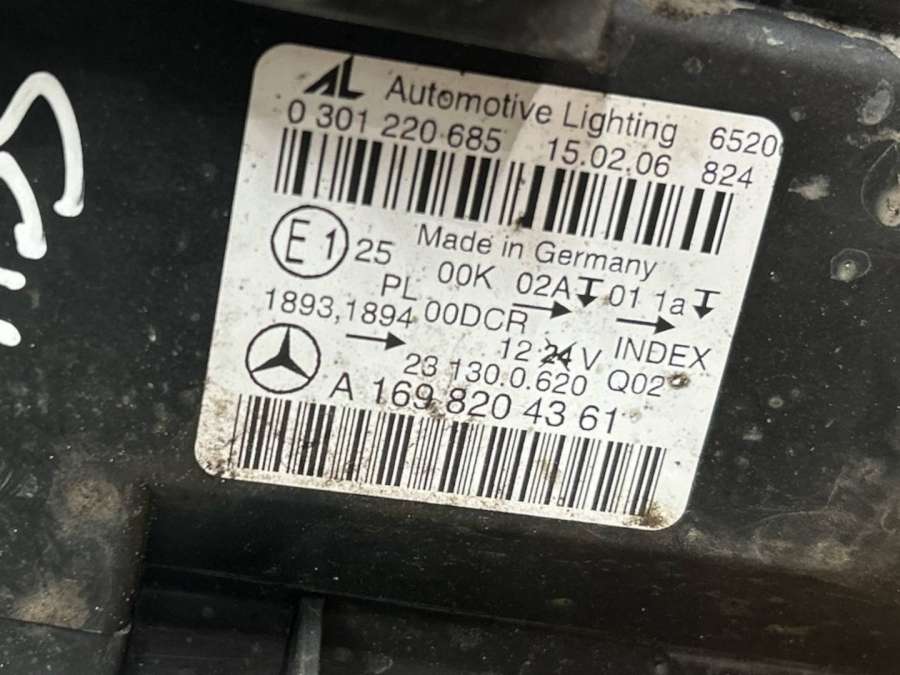 AL Automotive Lighting 6520
0 301 220 685 15.02.06 824
E1 25 Made in Germany
PL 00K 02A 01 1a
1893,1894 00DCR
12 24 V INDEX
23 130.0.620 Q02
A 169 820 43 61